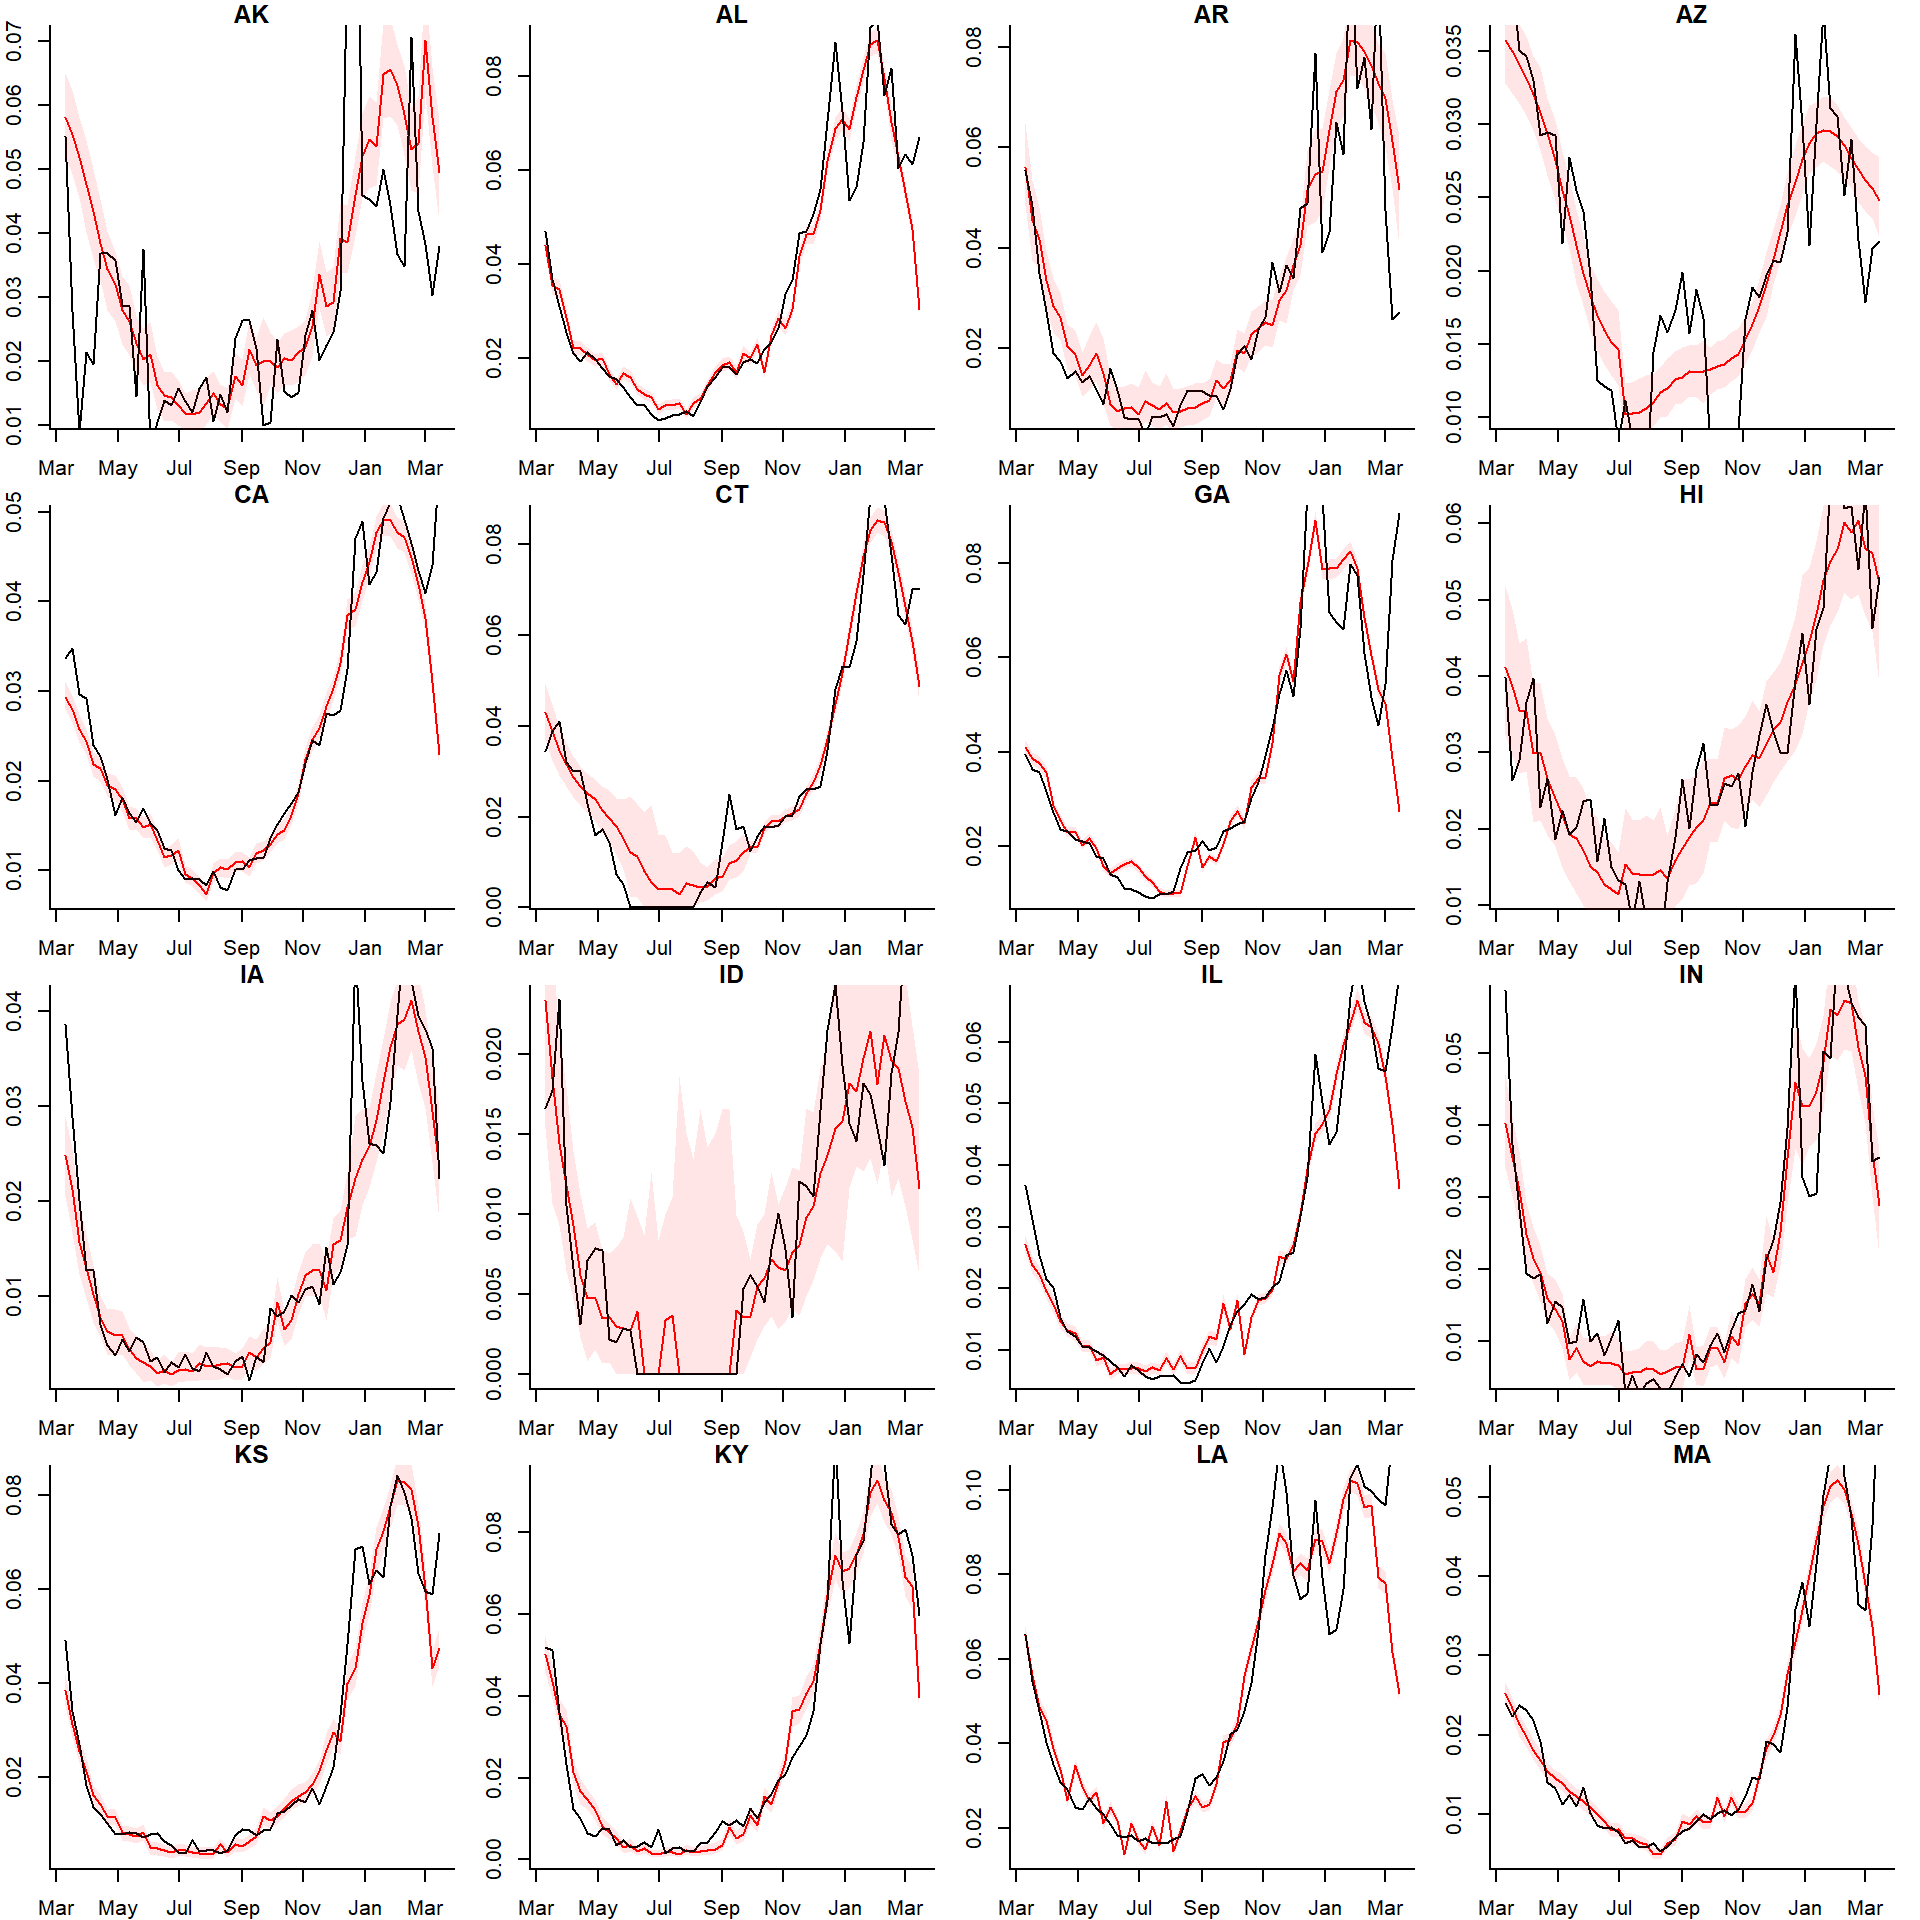 AK
AL
AR
AZ
0.01 0.02 0.03 0.04 0.05 0.06 0.07
0.02 0.04 0.06 0.08
0.02 0.04 0.06 0.08
0.010 0.015 0.020 0.025 0.030 0.035
Mar May Jul Sep Nov Jan Mar
Mar May Jul Sep Nov Jan Mar
Mar May Jul Sep Nov Jan Mar
Mar May Jul Sep Nov Jan Mar
CA
CT
GA
HI
0.01 0.02 0.03 0.04 0.05
0.00 0.02 0.04 0.06 0.08
0.02 0.04 0.06 0.08
0.01 0.02 0.03 0.04 0.05 0.06
Mar May Jul Sep Nov Jan Mar
Mar May Jul Sep Nov Jan Mar
Mar May Jul Sep Nov Jan Mar
Mar May Jul Sep Nov Jan Mar
IA
ID
IL
IN
0.01 0.02 0.03 0.04
0.000 0.005 0.010 0.015 0.020
0.01 0.02 0.03 0.04 0.05 0.06
0.01 0.02 0.03 0.04 0.05
Mar May Jul Sep Nov Jan Mar
Mar May Jul Sep Nov Jan Mar
Mar May Jul Sep Nov Jan Mar
Mar May Jul Sep Nov Jan Mar
KS
KY
LA
MA
0.02 0.04 0.06 0.08
0.00 0.02 0.04 0.06 0.08
0.02 0.04 0.06 0.08 0.10
0.01 0.02 0.03 0.04 0.05
Mar May Jul Sep Nov Jan Mar
Mar May Jul Sep Nov Jan Mar
Mar May Jul Sep Nov Jan Mar
Mar May Jul Sep Nov Jan Mar